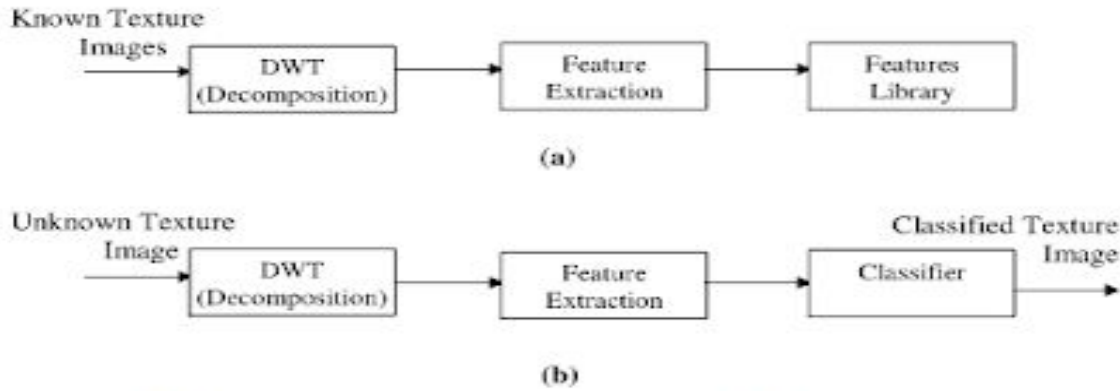 Known Texture
Images
DWT
(Decomposition)
Feature
Extraction
Features
Library
(a)
Unknown Texture
Image
DWT
(Decomposition)
Feature
Extraction
Classifier
Classified Texture
Image
(b)